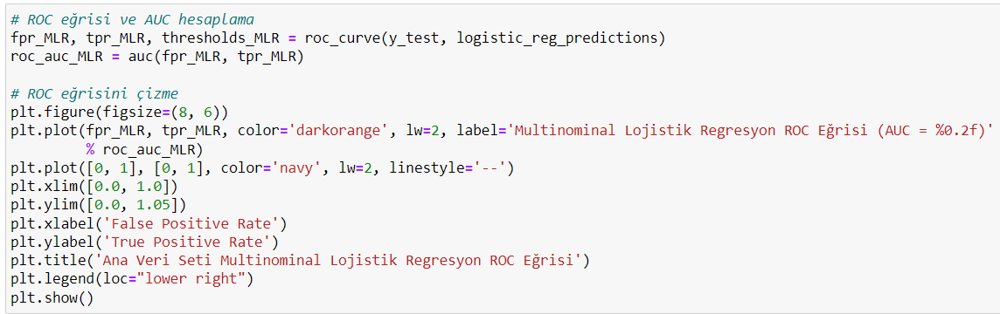 # ROC eğrisi ve AUC hesaplama
fpr_MLR, tpr_MLR, thresholds_MLR = roc_curve(y_test, logistic_reg_predictions)
roc_auc_MLR = auc(fpr_MLR, tpr_MLR)
# ROC eğrisini çizme
plt.figure(figsize=(8, 6))
plt.plot(fpr_MLR, tpr_MLR, color='darkorange', lw=2, label='Multinominal Lojistik Regresyon ROC Eğrisi (AUC = %0.2f)'
% roc_auc_MLR)
plt.plot([0, 1], [0, 1], color='navy', lw=2, linestyle='--')
plt.xlim([0.0, 1.0])
plt.ylim([0.0, 1.05])
plt.xlabel('False Positive Rate')
plt.ylabel('True Positive Rate')
plt.title('Ana Veri Seti Multinominal Lojistik Regresyon ROC Eğrisi')
plt.legend(loc="lower right")
plt.show()